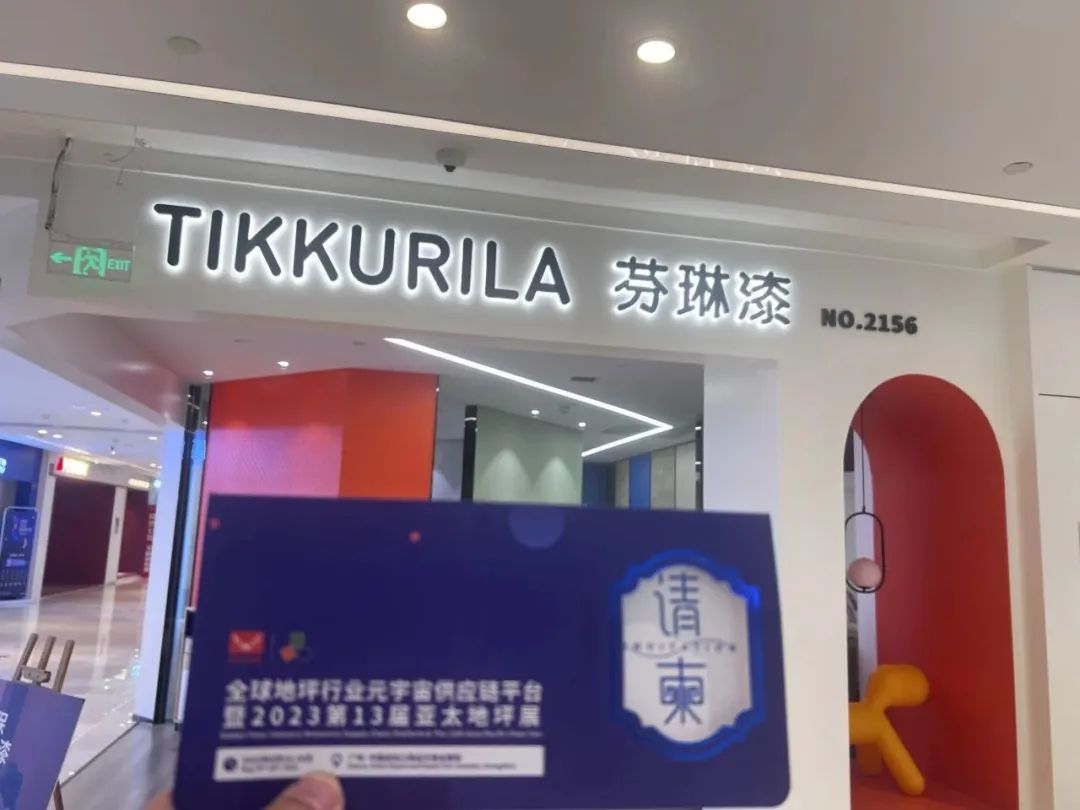 TIKKURILA 芬琳漆 NO.2156
EXIT
请柬
全球地坪行业元宇宙供应链平台
暨2023第13届亚太地坪展